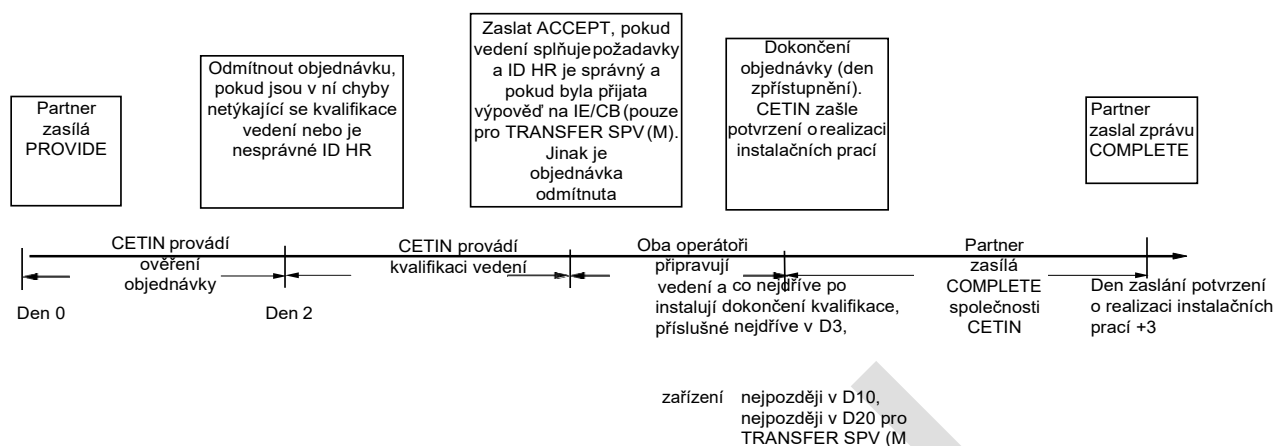 Partner
zasílá
PROVIDE
Odmítnout objednávku,
pokud jsou v ní chyby
netýkající se kvalifikace
vedení nebo je
nesprávné ID HR
Zaslat ACCEPT, pokud
vedení splňuje požadavky
a ID HR je správný a
pokud byla přijata
výpověď na IE/CB (pouze
pro TRANSFER SPV (M).
Jinak je
objednávka
odmítnuta
Dokončení
objednávky (den
zpřístupnění).
CETIN zašle
potvrzení o realizaci
instalačních prací
Partner
zaslal zprávu
COMPLETE
CETIN provádí
ověření
objednávky
CETIN provádí
kvalifikaci vedení
Oba operátoři
připravují
vedení a
instalují
příslušné
zařízení
Partner
zasílá
COMPLETE
společnosti
CETIN
Den 0
Den 2
co nejdříve po
dokončení kvalifikace,
nejdříve v D3,
nejpozději v D10,
nejpozději v D20 pro
TRANSFER SPV (M
Den zaslání potvrzení
o realizaci instalačních
prací +3